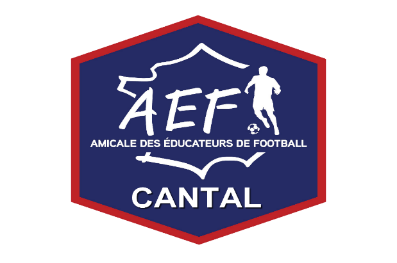 AEF
AMICALE DES ÉDUCATEURS DE FOOTBALL
CANTAL